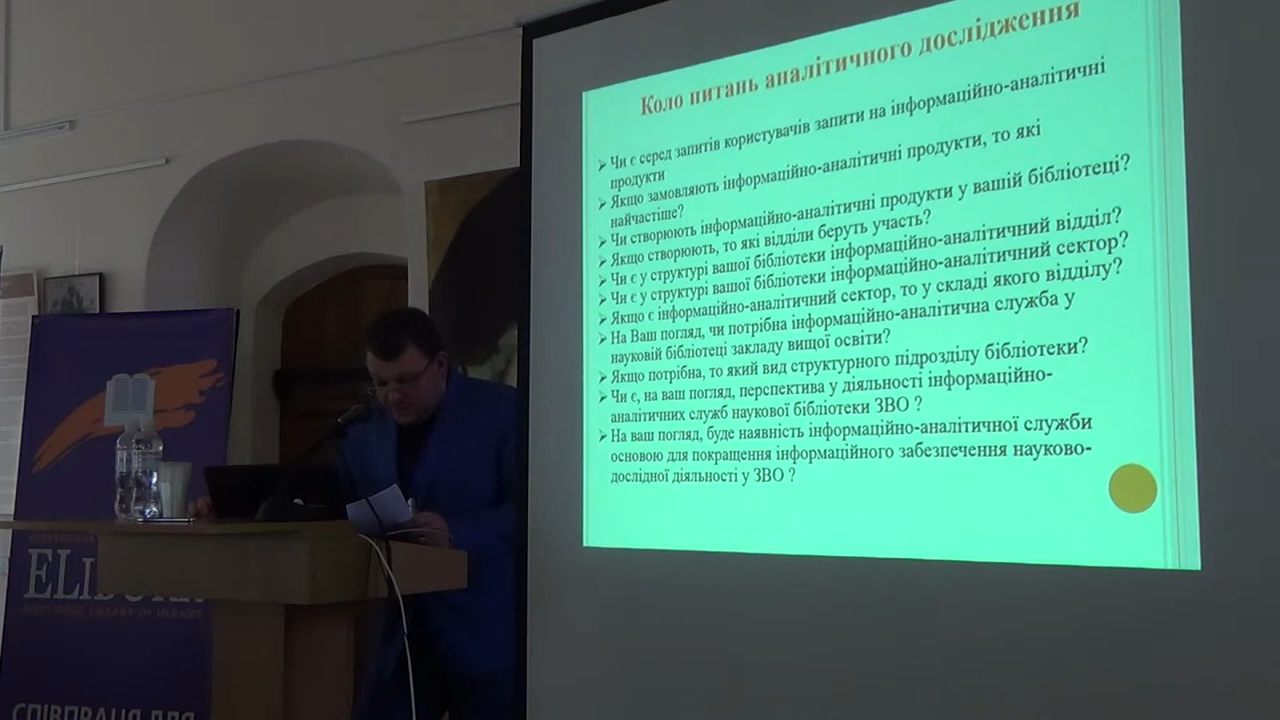 Коло питань аналітичного дослідження
➢ Чи є серед запитів користувачів запити на інформаційно-аналітичні
продукти
➢ Якщо замовляють інформаційно-аналітичні продукти, то які
найчастіше?
➢ Чи створюють інформаційно-аналітичні продукти у вашій бібліотеці?
➢ Якщо створюють, то які відділи беруть участь?
➢ Чи є у структурі вашої бібліотеки інформаційно-аналітичний відділ?
➢ Чи є у структурі вашої бібліотеки інформаційно-аналітичний сектор?
➢ Якщо є інформаційно-аналітичний сектор, то у складі якого відділу?
➢ На Ваш погляд, чи потрібна інформаційно-аналітична служба у
науковій бібліотеці закладу вищої освіти?
➢ Якщо потрібна, то який вид структурного підрозділу бібліотеки?
➢ Чи є, на ваш погляд, перспектива у діяльності інформаційно-
аналітичних служб наукової бібліотеки ЗВО ?
➢ На ваш погляд, буде наявність інформаційно-аналітичної служби
основою для покращення інформаційного забезпечення науково-
дослідної діяльності у ЗВО ?
ELECTRONIC LIBRARY OF UKRAINE
СПІВПРАЦЯ ДЛЯ